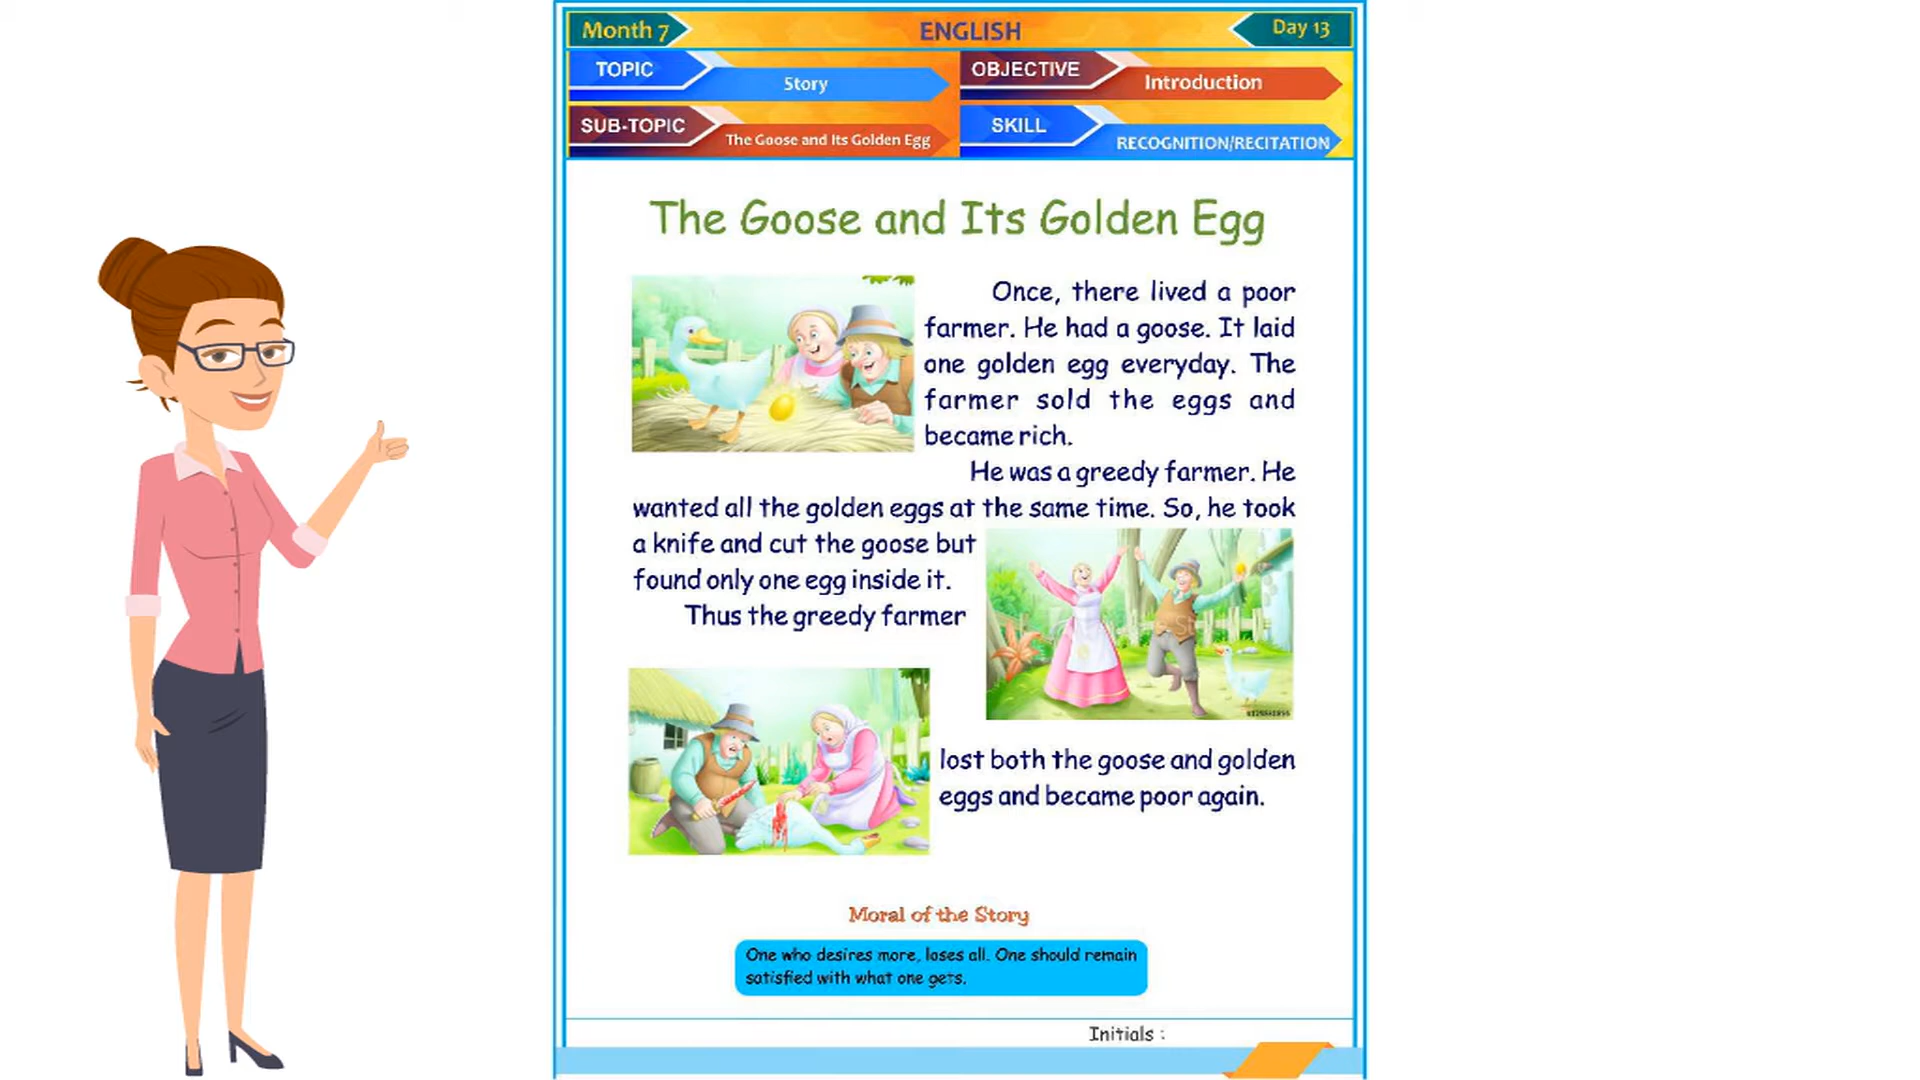 Month 7
ENGLISH
Day 13
TOPIC
Story
OBJECTIVE
Introduction
SUB-TOPIC
The Goose and Its Golden Egg
SKILL
RECOGNITION/RECITATION
The Goose and Its Golden Egg
Once, there lived a poor
farmer. He had a goose. It laid
one golden egg everyday. The
farmer sold the eggs and
became rich.
He was a greedy farmer. He
wanted all the golden eggs at the same time. So, he took
a knife and cut the goose but
found only one egg inside it.
Thus the greedy farmer
lost both the goose and golden
eggs and became poor again.
Moral of the Story
One who desires more, loses all. One should remain
satisfied with what one gets.
Initials :